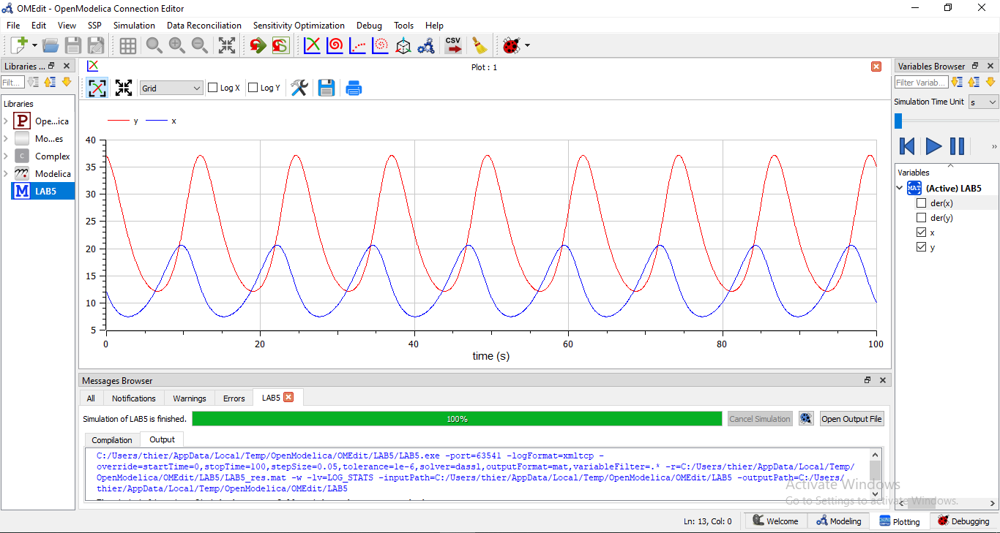 OMEdit - OpenModelica Connection Editor
File Edit View SSP Simulation Data Reconciliation Sensitivity Optimization Debug Tools Help
CSV
Libraries ...
Filt...
Libraries
P Ope...ica
Mo...es
C Complex
m Modelica
M LAB5
Plot : 1
Grid Log X Log Y
y x
40
35
30
25
20
15
10
5
0 20 40 60 80 100
time (s)
Variables Browser
Filter Variab...
Simulation Time Unit s
Variables
MAT (Active) LAB5
der(x)
der(y)
x
y
Messages Browser
All Notifications Warnings Errors LAB5
Simulation of LAB5 is finished. 100% Cancel Simulation Open Output File
Compilation Output
C:/Users/thier/AppData/Local/Temp/OpenModelica/OMEdit/LAB5/LAB5.exe -port=63541 -logFormat=xmltcp -
override=startTime=0,stopTime=100,stepSize=0.05,tolerance=1e-6,solver=dassl,outputFormat=mat,variableFilter=.* -r=C:/Users/thier/AppData/Local/Temp/
OpenModelica/OMEdit/LAB5/LAB5_res.mat -w -lv=LOG_STATS -inputPath=C:/Users/thier/AppData/Local/Temp/OpenModelica/OMEdit/LAB5 -outputPath=C:/Users/
thier/AppData/Local/Temp/OpenModelica/OMEdit/LAB5
Activate Windows
Go to Settings to activate Windows.
Ln: 13, Col: 0 Welcome Modeling Plotting Debugging